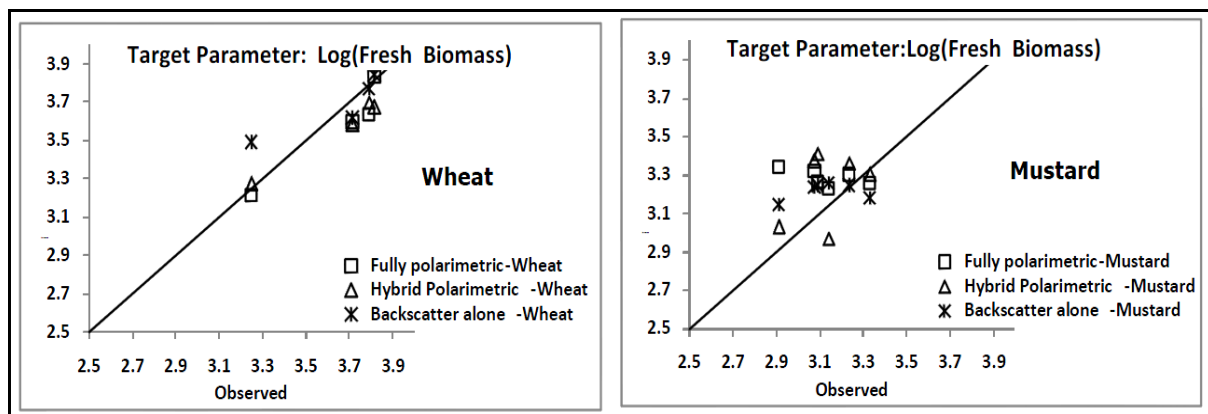 Target Parameter: Log(Fresh Biomass)
3.9
3.7
3.5
3.3
3.1
2.9
2.7
2.5
Wheat
Fully polarimetric-Wheat
Hybrid Polarimetric -Wheat
Backscatter alone -Wheat
2.5 2.7 2.9 3.1 3.3 3.5 3.7 3.9
Observed
Target Parameter:Log(Fresh Biomass)
3.9
3.7
3.5
3.3
3.1
2.9
2.7
2.5
Mustard
Fully polarimetric-Mustard
Hybrid Polarimetric -Mustard
Backscatter alone -Mustard
2.5 2.7 2.9 3.1 3.3 3.5 3.7 3.9
Observed